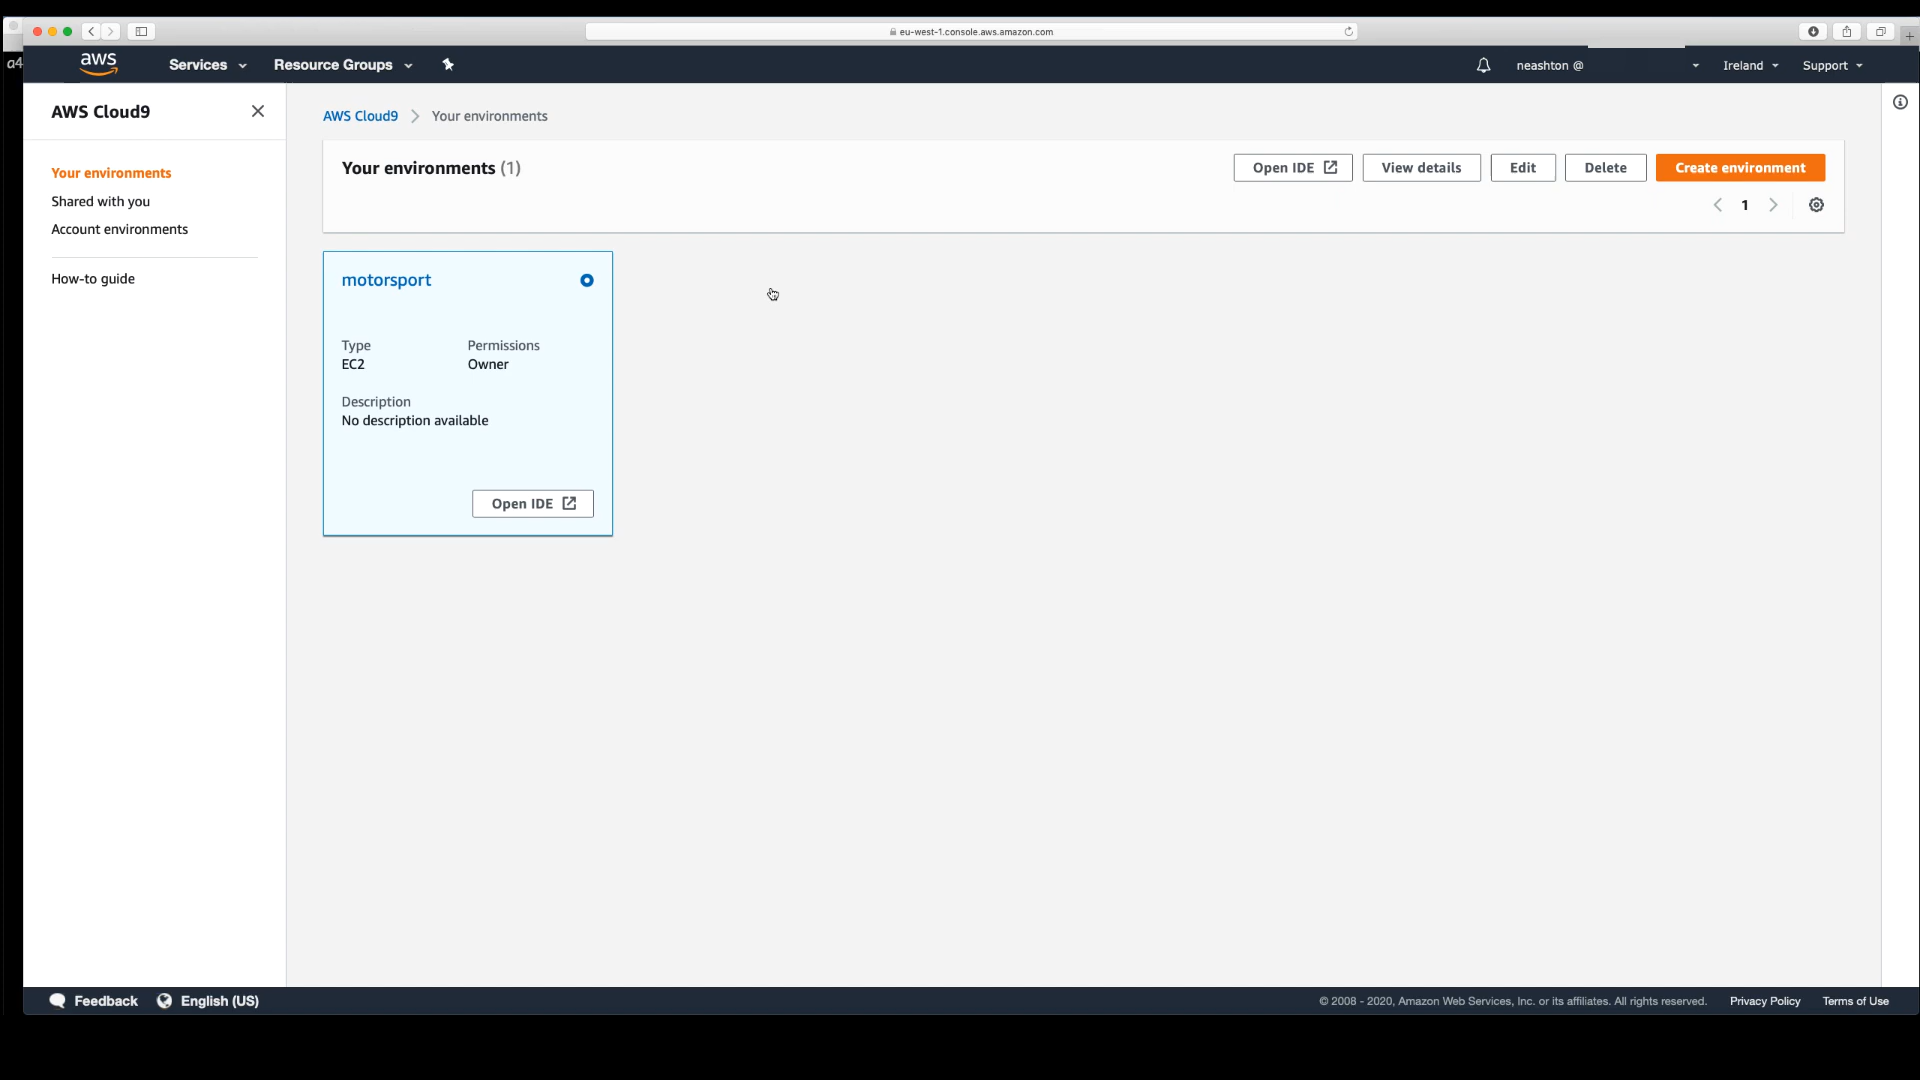 eu-west-1.console.aws.amazon.com
a4
aws Services Resource Groups neashton @ Ireland Support
AWS Cloud9
AWS Cloud9 Your environments
Your environments
Shared with you
Account environments
How-to guide
Your environments (1) Open IDE View details Edit Delete Create environment
1
motorsport
Type Permissions
EC2 Owner
Description
No description available
Open IDE
Feedback English (US) © 2008 - 2020, Amazon Web Services, Inc. or its affiliates. All rights reserved. Privacy Policy Terms of Use